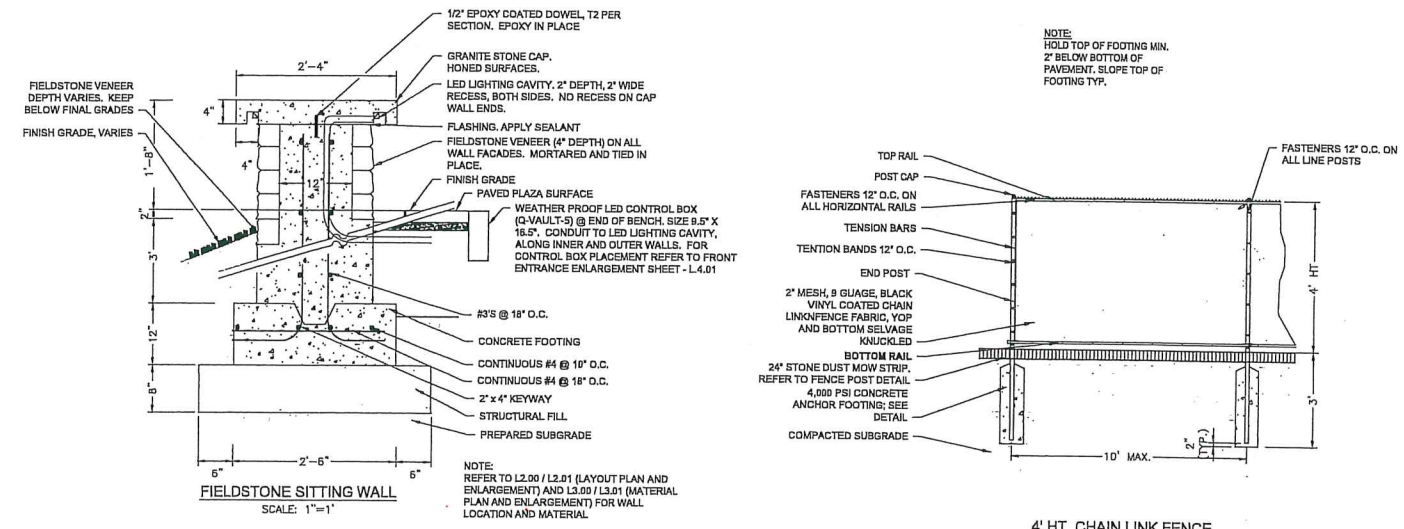 1/2" EPOXY COATED DOWEL, T2 PER
SECTION. EPOXY IN PLACE
GRANITE STONE CAP.
HONED SURFACES.
LED LIGHTING CAVITY. 2" DEPTH, 2" WIDE
RECESS, BOTH SIDES. NO RECESS ON CAP
WALL ENDS.
FLASHING. APPLY SEALANT
FIELDSTONE VENEER (4" DEPTH) ON ALL
WALL FACADES. MORTARED AND TIED IN
PLACE.
FINISH GRADE
PAVED PLAZA SURFACE
WEATHER PROOF LED CONTROL BOX
(Q-VAULT-5) @ END OF BENCH. SIZE 9.5" X
16.5". CONDUIT TO LED LIGHTING CAVITY,
ALONG INNER AND OUTER WALLS. FOR
CONTROL BOX PLACEMENT REFER TO FRONT
ENTRANCE ENLARGEMENT SHEET - L.4.01
#3'S @ 18" O.C.
CONCRETE FOOTING
CONTINUOUS #4 @ 10" O.C.
CONTINUOUS #4 @ 18" O.C.
2" x 4" KEYWAY
STRUCTURAL FILL
PREPARED SUBGRADE
FIELDSTONE VENEER
DEPTH VARIES. KEEP
BELOW FINAL GRADES
FINISH GRADE, VARIES
2'-4"
4"
4"
12"
1'-8"
2"
3'
12"
8"
6"
2'-6"
6"
FIELDSTONE SITTING WALL
SCALE: 1"=1'
NOTE:
REFER TO L2.00 / L2.01 (LAYOUT PLAN AND
ENLARGEMENT) AND L3.00 / L3.01 (MATERIAL
PLAN AND ENLARGEMENT) FOR WALL
LOCATION AND MATERIAL
NOTE:
HOLD TOP OF FOOTING MIN.
2" BELOW BOTTOM OF
PAVEMENT. SLOPE TOP OF
FOOTING TYP.
TOP RAIL
POST CAP
FASTENERS 12" O.C. ON
ALL HORIZONTAL RAILS
TENSION BARS
TENTION BANDS 12" O.C.
END POST
2" MESH, 9 GUAGE, BLACK
VINYL COATED CHAIN
LINKNFENCE FABRIC, YOP
AND BOTTOM SELVAGE
KNUCKLED
BOTTOM RAIL
24" STONE DUST MOW STRIP.
REFER TO FENCE POST DETAIL
4,000 PSI CONCRETE
ANCHOR FOOTING; SEE
DETAIL
COMPACTED SUBGRADE
FASTENERS 12" O.C. ON
ALL LINE POSTS
4' HT
3'
2"
(TYP.)
10' MAX.
4' HT. CHAIN LINK FENCE